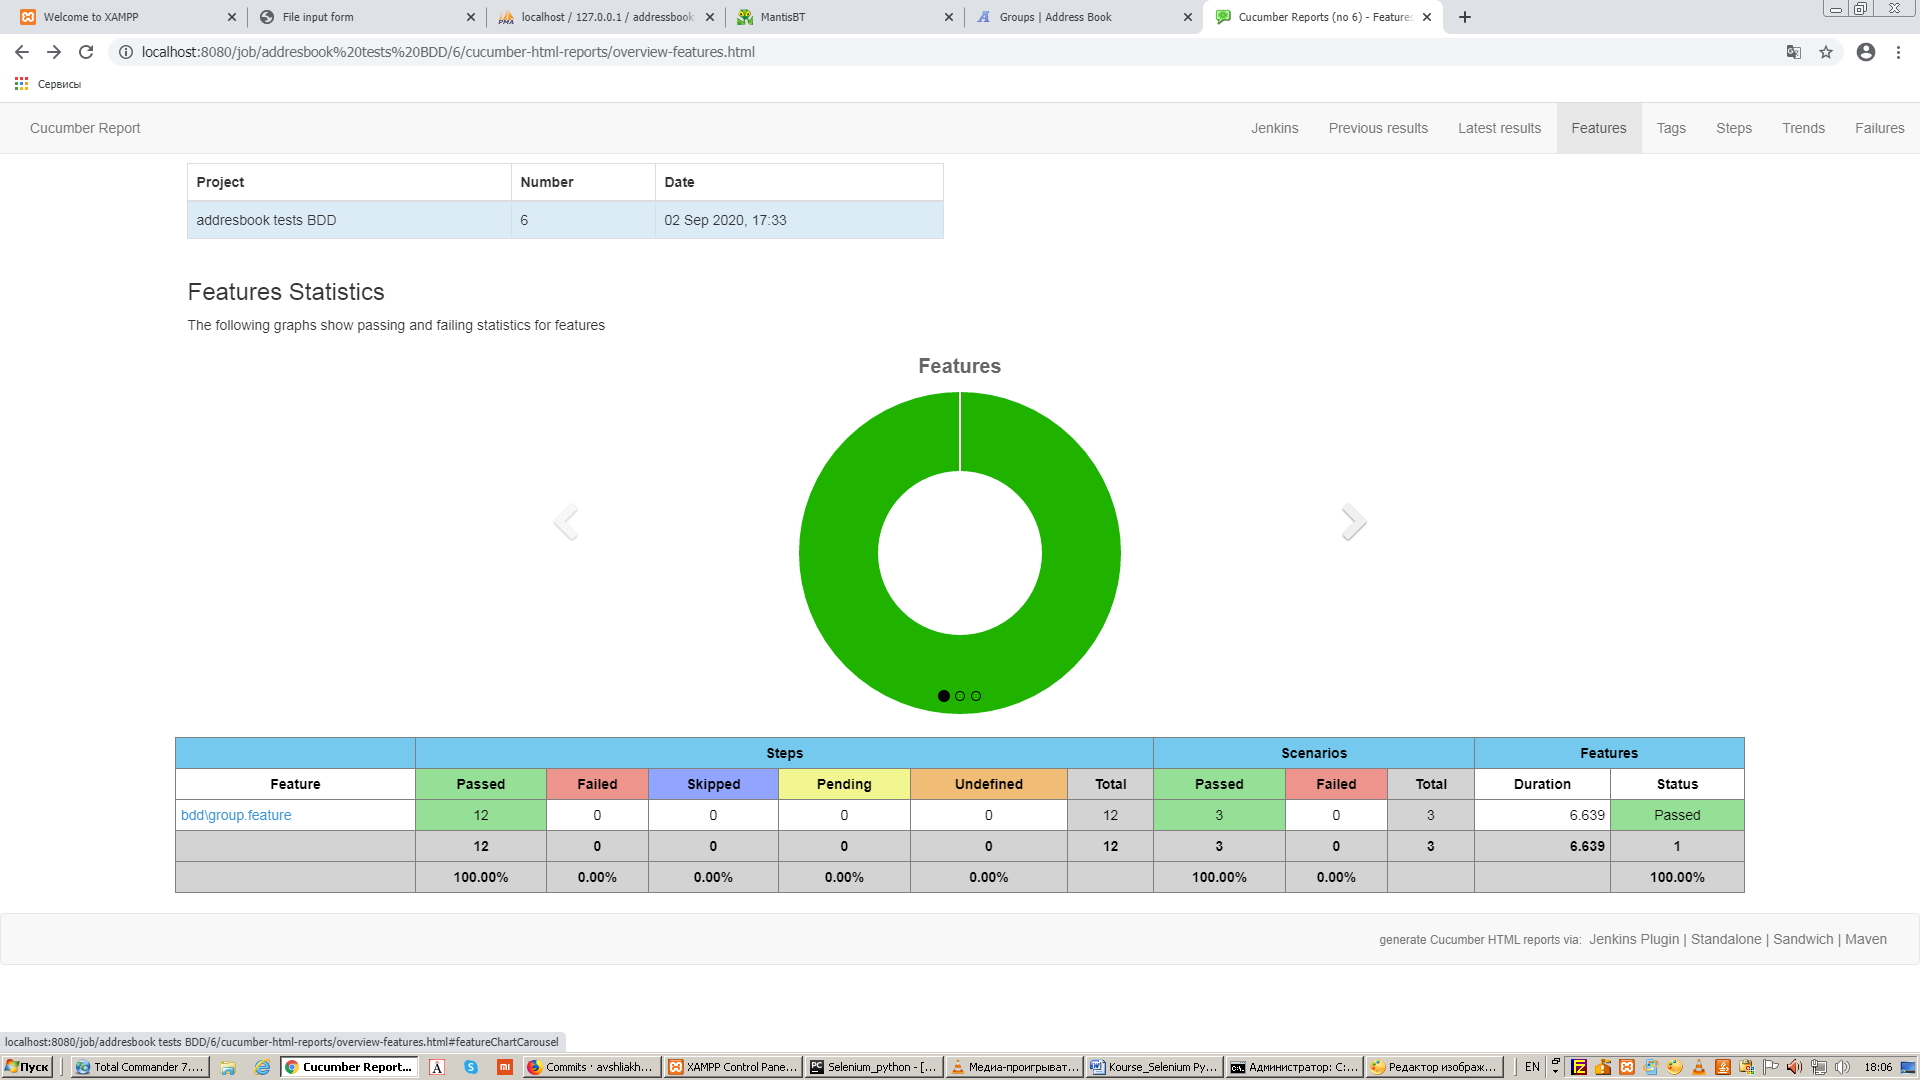 Welcome to XAMPP
File input form
localhost / 127.0.0.1 / addressbook
MantisBT
Groups | Address Book
Cucumber Reports (no 6) - Features
localhost:8080/job/addresbook%20tests%20BDD/6/cucumber-html-reports/overview-features.html
Сервисы
Cucumber Report Jenkins Previous results Latest results Features Tags Steps Trends Failures
Project Number Date
addresbook tests BDD 6 02 Sep 2020, 17:33
Features Statistics
The following graphs show passing and failing statistics for features
Features
Steps Scenarios Features
Feature Passed Failed Skipped Pending Undefined Total Passed Failed Total Duration Status
bdd\group.feature 12 0 0 0 0 12 3 0 3 6.639 Passed
12 0 0 0 0 12 3 0 3 6.639 1
100.00% 0.00% 0.00% 0.00% 0.00% 100.00% 0.00% 100.00%
generate Cucumber HTML reports via: Jenkins Plugin | Standalone | Sandwich | Maven
localhost:8080/job/addresbook tests BDD/6/cucumber-html-reports/overview-features.html#featureChartCarousel
Пуск
Total Commander 7....
Cucumber Report...
Commits · avshliakh...
XAMPP Control Pane...
Selenium_python - [...
Медиа-проигрыват...
Kourse_Selenium Py...
Администратор: C:...
Редактор изображ...
EN
18:06